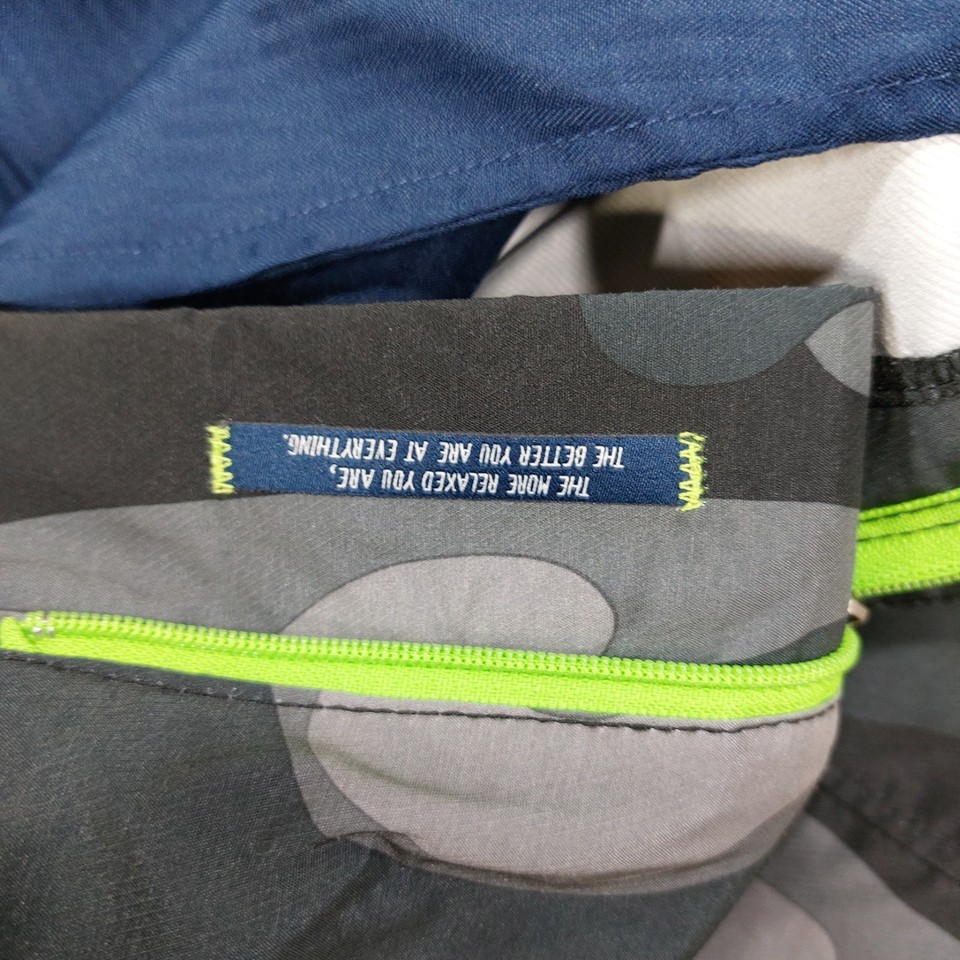 THE MORE RELAXED YOU ARE,
THE BETTER YOU ARE AT EVERYTHING.